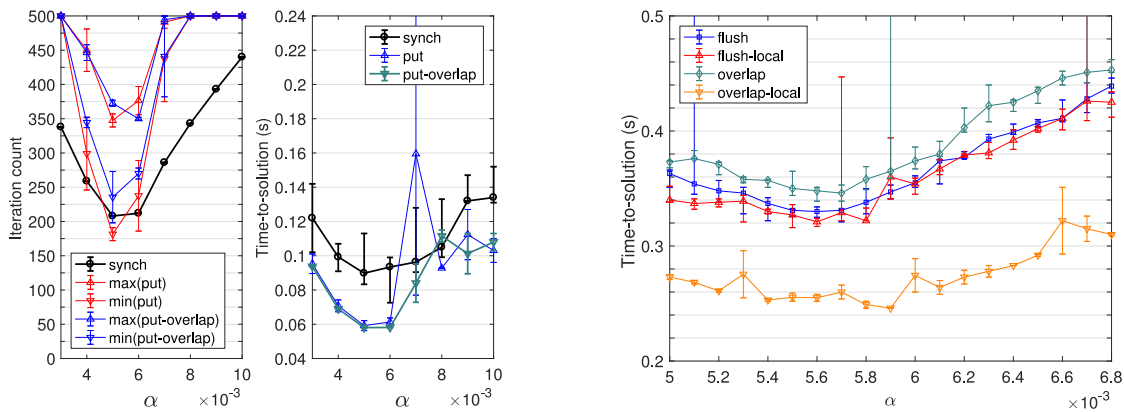 Iteration count
500
450
400
350
300
250
200
150
100
50
0
synch
max(put)
min(put)
max(put-overlap)
min(put-overlap)
4 6 8 10
α ×10⁻³
Time-to-solution (s)
0.24
0.22
0.2
0.18
0.16
0.14
0.12
0.1
0.08
0.06
0.04
synch
put
put-overlap
4 6 8 10
α ×10⁻³
Time-to-solution (s)
0.5
0.4
0.3
0.2
flush
flush-local
overlap
overlap-local
5 5.2 5.4 5.6 5.8 6 6.2 6.4 6.6 6.8
α ×10⁻³